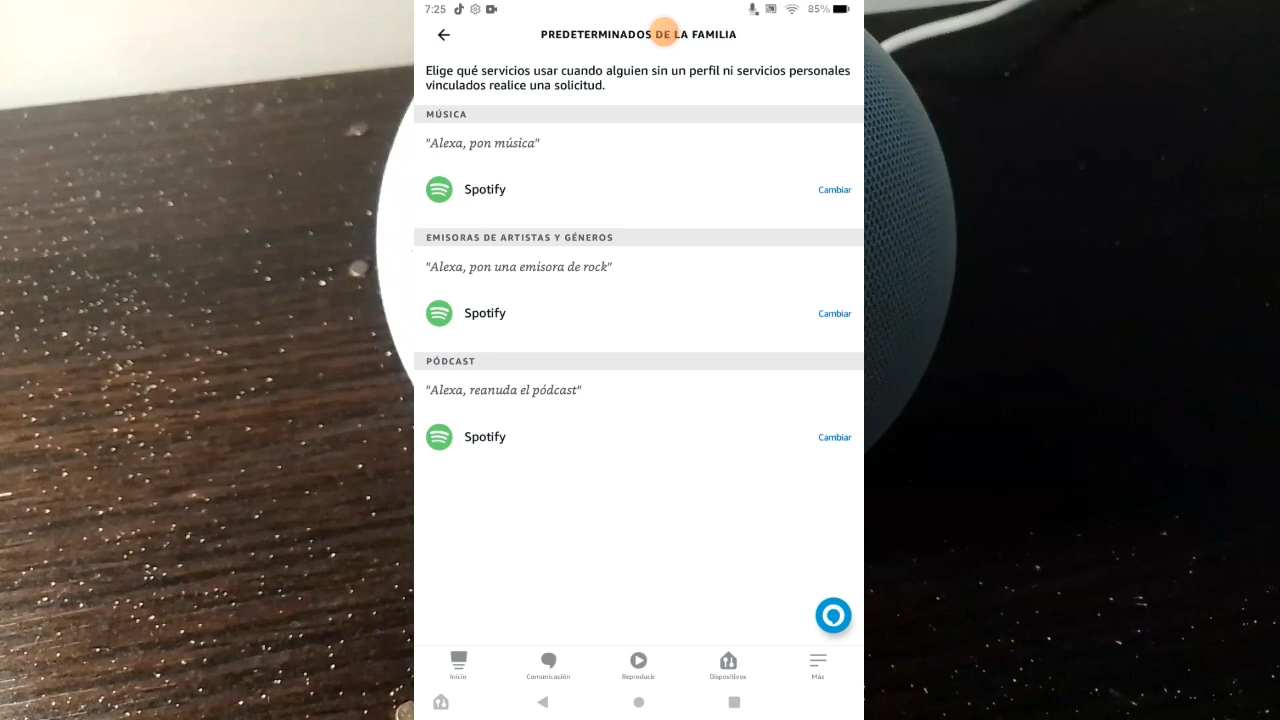 7:25
85%
PREDETERMINADOS DE LA FAMILIA
Elige qué servicios usar cuando alguien sin un perfil ni servicios personales
vinculados realice una solicitud.
MÚSICA
"Alexa, pon música"
Spotify
Cambiar
EMISORAS DE ARTISTAS Y GÉNEROS
"Alexa, pon una emisora de rock"
Spotify
Cambiar
PÓDCAST
"Alexa, reanuda el pódcast"
Spotify
Cambiar
Inicio
Comunicación
Reproducir
Dispositivos
Más